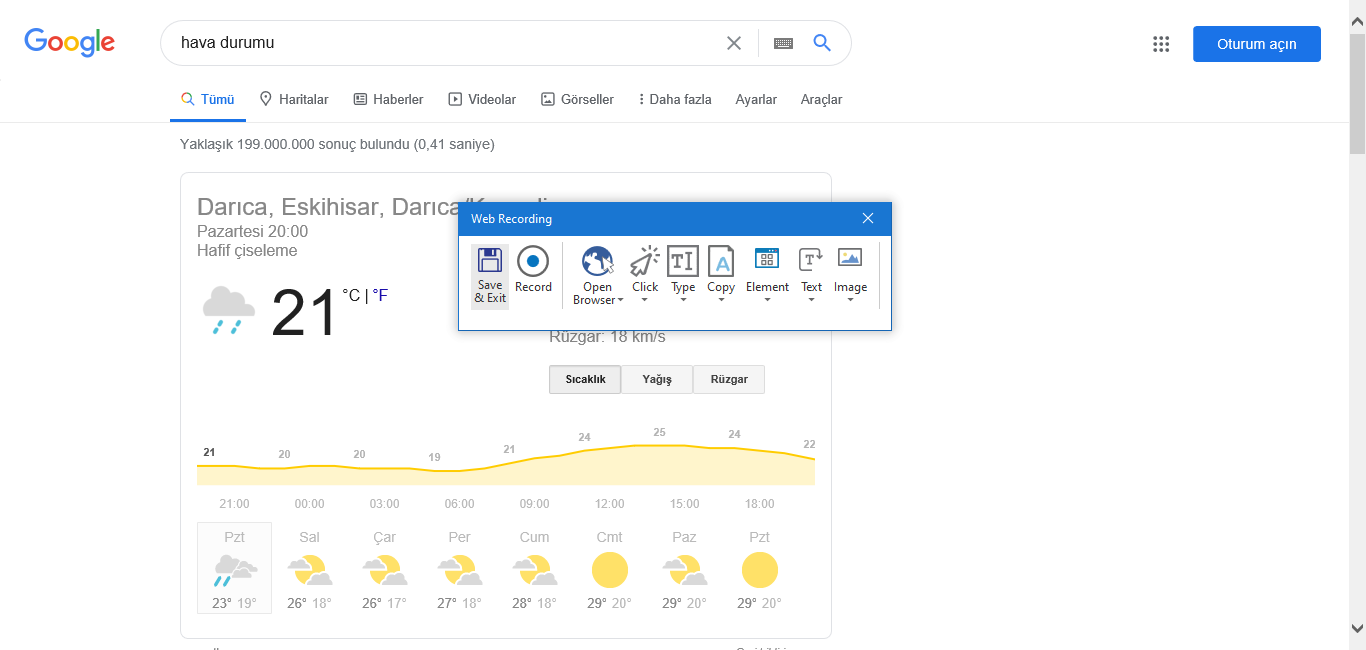 Google
hava durumu
Oturum açın
Tümü Haritalar Haberler Videolar Görseller Daha fazla Ayarlar Araçlar
Yaklaşık 199.000.000 sonuç bulundu (0,41 saniye)
Darıca, Eskihisar,
Pazartesi 20:00
Hafif çiseleme
21 °C | °F
Web Recording
Save & Exit
Record
Open Browser
Click
Type
Copy
Element
Text
Image
Rüzgar: 18 km/s
Sıcaklık Yağış Rüzgar
21 20 20 19 21 24 25 24 22
21:00 00:00 03:00 06:00 09:00 12:00 15:00 18:00
Pzt Sal Çar Per Cum Cmt Paz Pzt
23° 19° 26° 18° 26° 17° 27° 18° 28° 18° 29° 20° 29° 20° 29° 20°